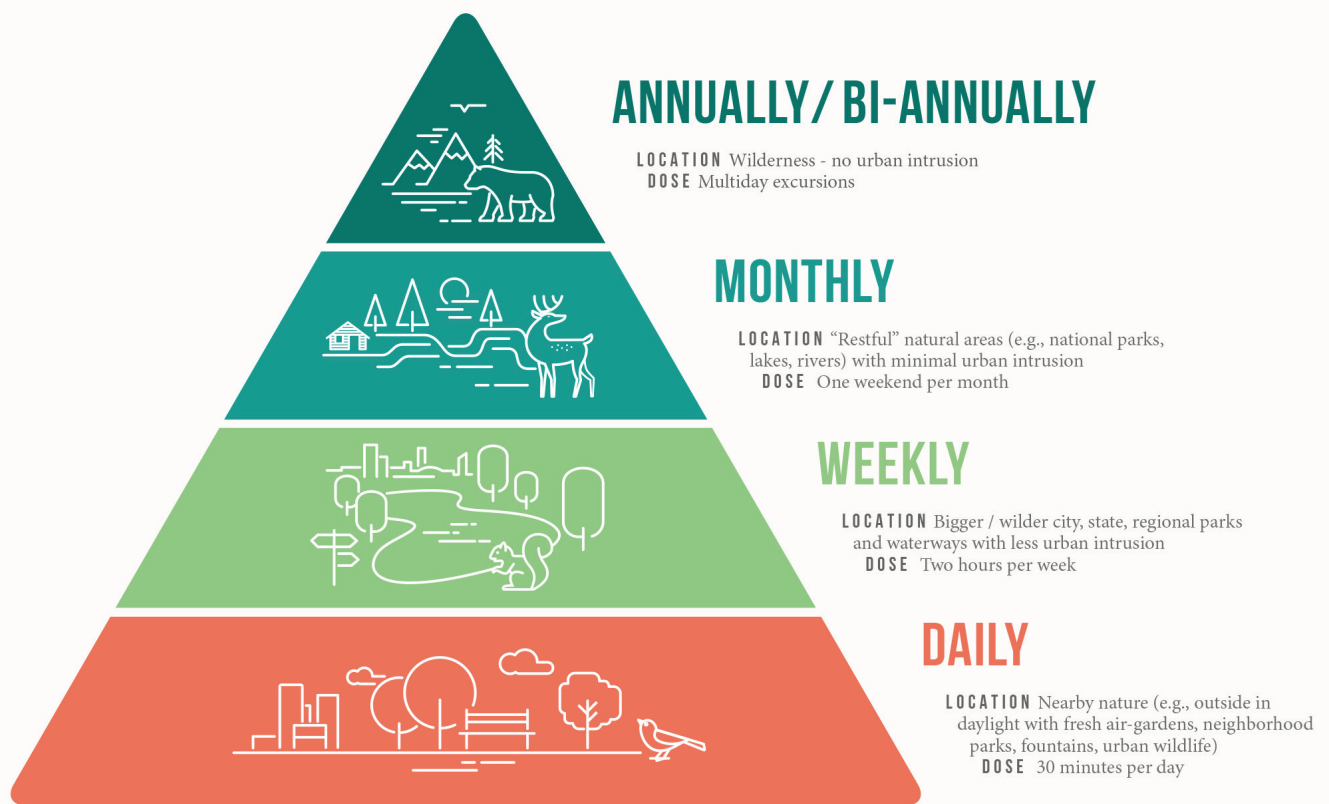 ANNUALLY/ BI-ANNUALLY
LOCATION Wilderness - no urban intrusion
DOSE Multiday excursions
MONTHLY
LOCATION “Restful” natural areas (e.g., national parks,
lakes, rivers) with minimal urban intrusion
DOSE One weekend per month
WEEKLY
LOCATION Bigger / wilder city, state, regional parks
and waterways with less urban intrusion
DOSE Two hours per week
DAILY
LOCATION Nearby nature (e.g., outside in
daylight with fresh air-gardens, neighborhood
parks, fountains, urban wildlife)
DOSE 30 minutes per day